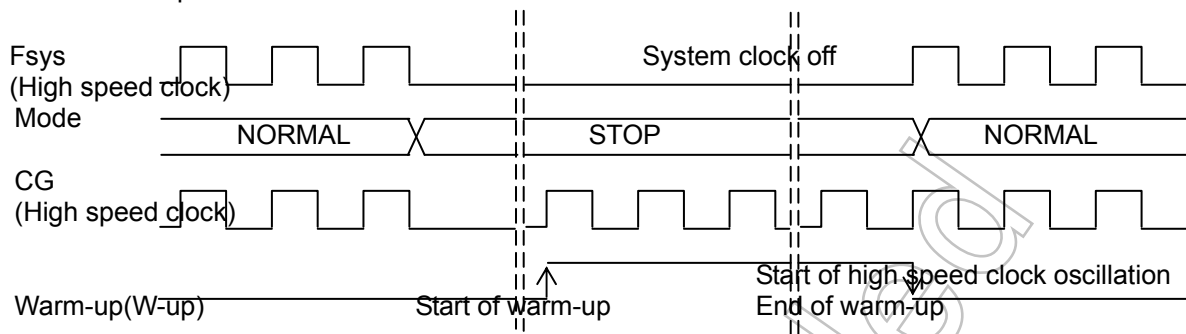 Fsys
(High speed clock)
System clock off
Mode
NORMAL
STOP
NORMAL
CG
(High speed clock)
Warm-up(W-up)
Start of warm-up
Start of high speed clock oscillation
End of warm-up